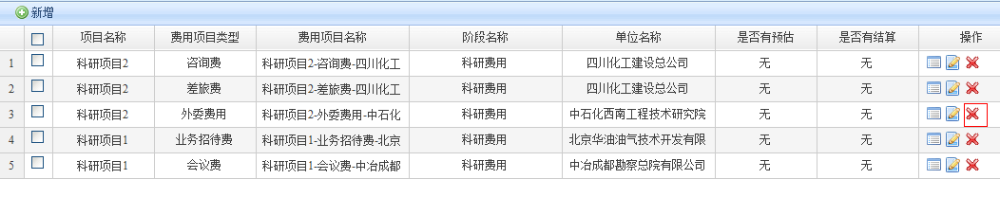 新增
项目名称 费用项目类型 费用项目名称 阶段名称 单位名称 是否有预估 是否有结算 操作
1 科研项目2 咨询费 科研项目2-咨询费-四川化工 科研费用 四川化工建设总公司 无 无
2 科研项目2 差旅费 科研项目2-差旅费-四川化工 科研费用 四川化工建设总公司 无 无
3 科研项目2 外委费用 科研项目2-外委费用-中石化 科研费用 中石化西南工程技术研究院 无 无
4 科研项目1 业务招待费 科研项目1-业务招待费-北京 科研费用 北京华油油气技术开发有限 无 无
5 科研项目1 会议费 科研项目1-会议费-中冶成都 科研费用 中冶成都勘察总院有限公司 无 无